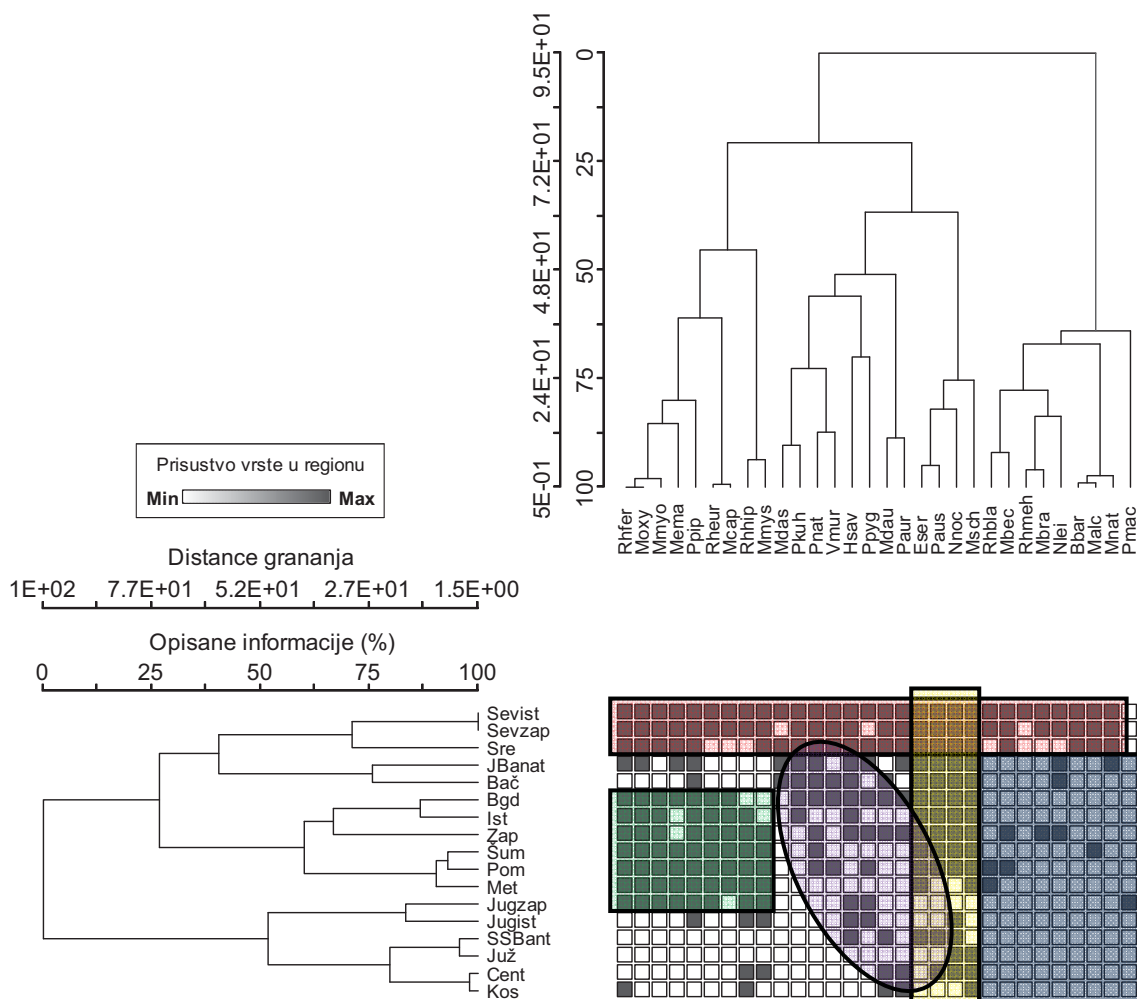 9.5E+01 7.2E+01 4.8E+01 2.4E+01 5E-01
0 25 50 75 100
Rhfer Moxy Mmyo Mema Ppip Rheur Mcap Rhhip Mmys Mdas Pkuh Pnat Vmur Hsav Ppyg Mdau Paur Eser Paus Nnoc Msch Rhbla Mbec Rhmeh Mbra Nlei Bbar Malc Mnat Pmac
Prisustvo vrste u regionu
Min Max
Distance grananja
1E+02 7.7E+01 5.2E+01 2.7E+01 1.5E+00
Opisane informacije (%)
0 25 50 75 100
Sevist
Sevzap
Sre
JBanat
Bač
Bgd
Ist
Zap
Šum
Pom
Met
Jugzap
Jugist
SSBant
Juž
Cent
Kos